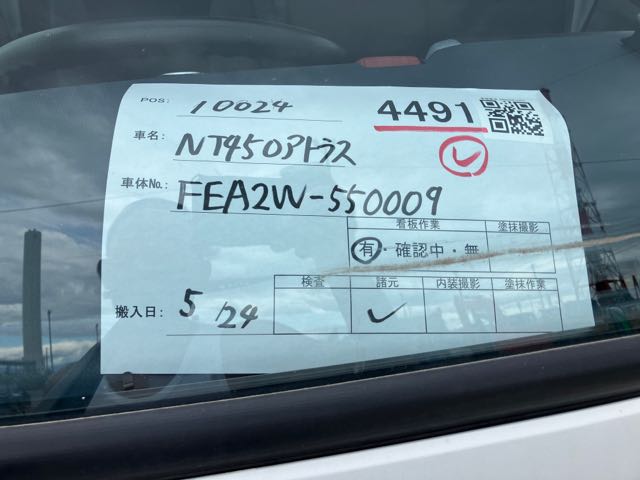 POS: 10024 4491
車名: NT450アトラス
車体No.: FEA2W-550009
看板作業 塗抹撮影
有・確認中・無
検査 諸元 内装撮影 塗抹作業
搬入日: 5/24